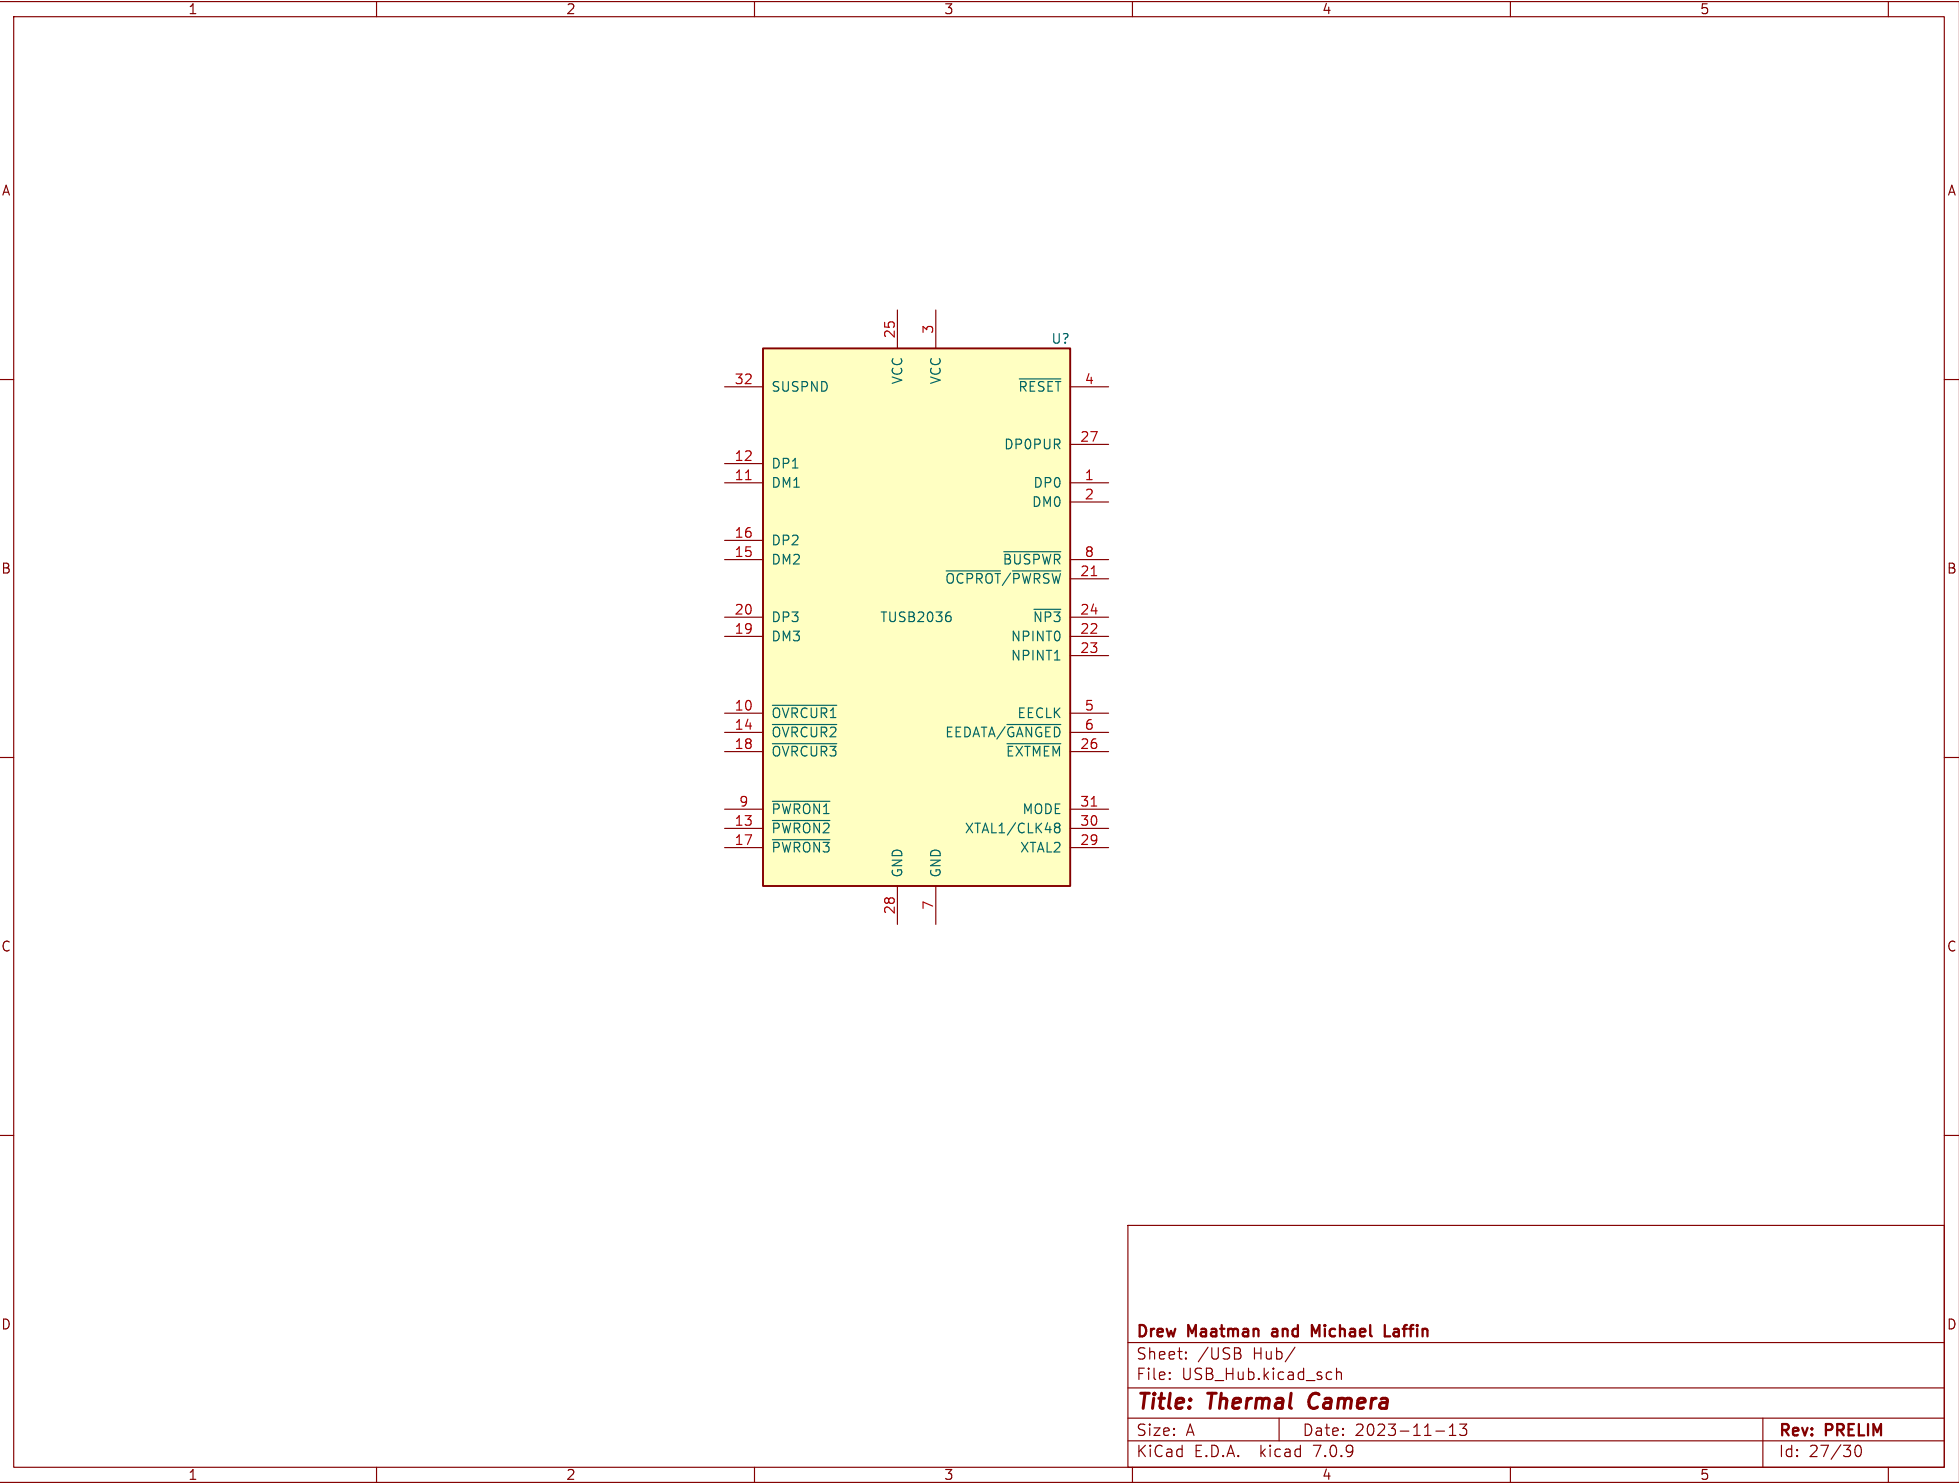 1 2 3 4 5
A A
25 3
U?
VCC VCC
32 SUSPND RESET 4
DP0PUR 27
12 DP1
11 DM1 DP0 1
DM0 2
16 DP2
15 DM2 BUSPWR 8
OCPROT/PWRSW 21
B B
20 DP3 TUSB2036 NP3 24
19 DM3 NPINT0 22
NPINT1 23
10 OVRCUR1 EECLK 5
14 OVRCUR2 EEDATA/GANGED 6
18 OVRCUR3 EXTMEM 26
9 PWRON1 MODE 31
13 PWRON2 XTAL1/CLK48 30
17 PWRON3 XTAL2 29
GND GND
28 7
C C
D D
Drew Maatman and Michael Laffin
Sheet: /USB Hub/
File: USB_Hub.kicad_sch
Title: Thermal Camera
Size: A Date: 2023-11-13 Rev: PRELIM
KiCad E.D.A. kicad 7.0.9 Id: 27/30
1 2 3 4 5